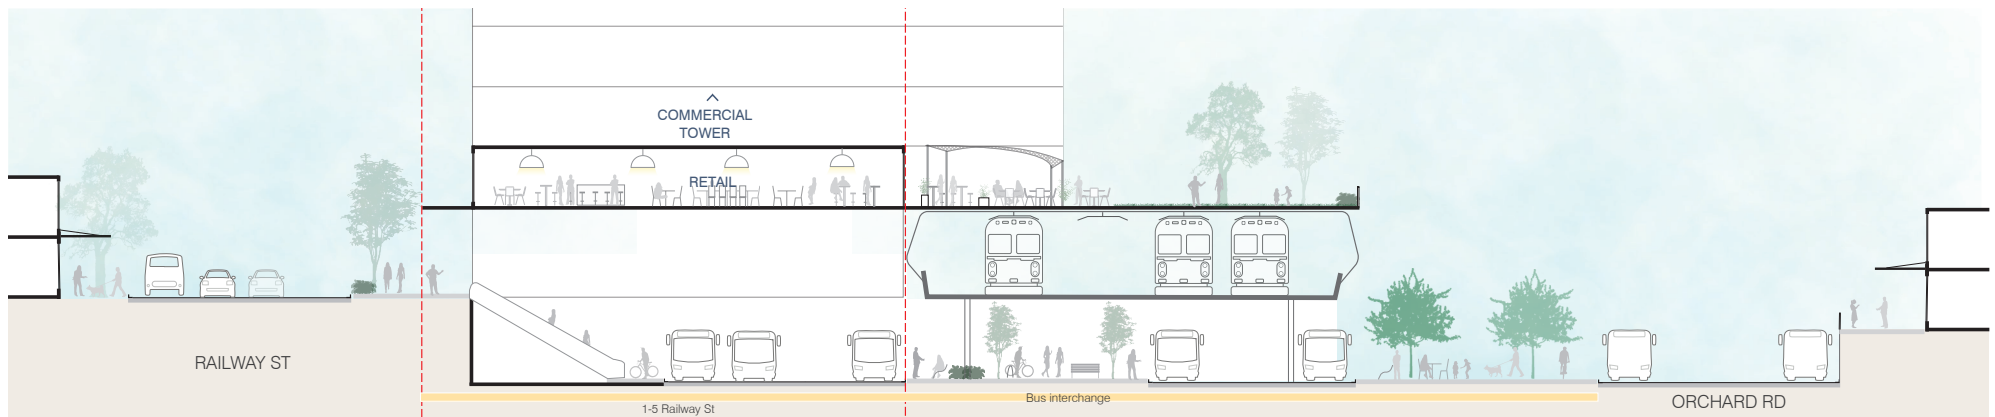 COMMERCIAL
TOWER
RETAIL
RAILWAY ST
Bus interchange
1-5 Railway St
ORCHARD RD